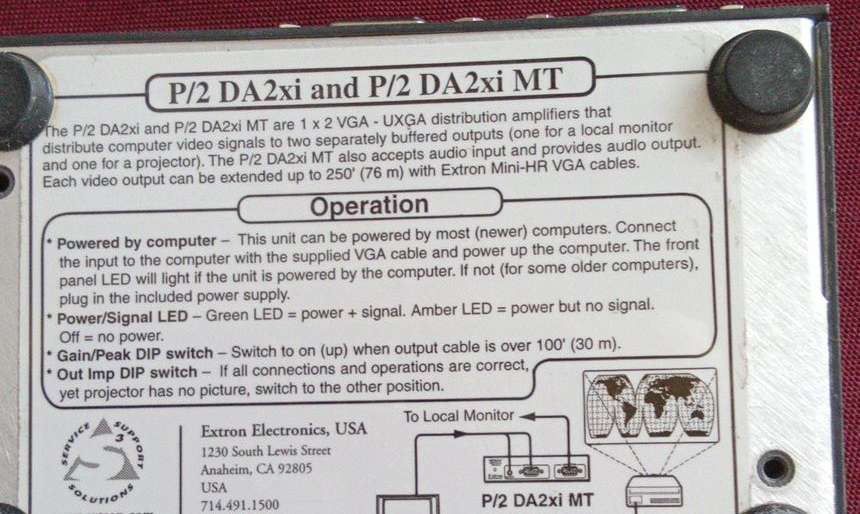 P/2 DA2xi and P/2 DA2xi MT
The P/2 DA2xi and P/2 DA2xi MT are 1 x 2 VGA - UXGA distribution amplifiers that
distribute computer video signals to two separately buffered outputs (one for a local monitor
and one for a projector). The P/2 DA2xi MT also accepts audio input and provides audio output.
Each video output can be extended up to 250' (76 m) with Extron Mini-HR VGA cables.
Operation
• Powered by computer – This unit can be powered by most (newer) computers. Connect
the input to the computer with the supplied VGA cable and power up the computer. The front
panel LED will light if the unit is powered by the computer. If not (for some older computers),
plug in the included power supply.
• Power/Signal LED – Green LED = power + signal. Amber LED = power but no signal.
Off = no power.
• Gain/Peak DIP switch – Switch to on (up) when output cable is over 100' (30 m).
• Out Imp DIP switch – If all connections and operations are correct,
yet projector has no picture, switch to the other position.
SERVICE SUPPORT SOLUTIONS
S3
Extron Electronics, USA
1230 South Lewis Street
Anaheim, CA 92805
USA
714.491.1500
To Local Monitor
P/2 DA2xi MT